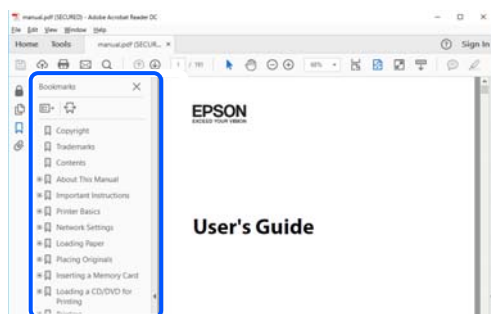 manual.pdf (SECURED) - Adobe Acrobat Reader DC
File Edit View Window Help
Home Tools manual.pdf (SECUR... × Sign In
1 / 191
Bookmarks
Copyright
Trademarks
Contents
About This Manual
Important Instructions
Printer Basics
Network Settings
Loading Paper
Placing Originals
Inserting a Memory Card
Loading a CD/DVD for
Printing
EPSON
EXCEED YOUR VISION
User's Guide